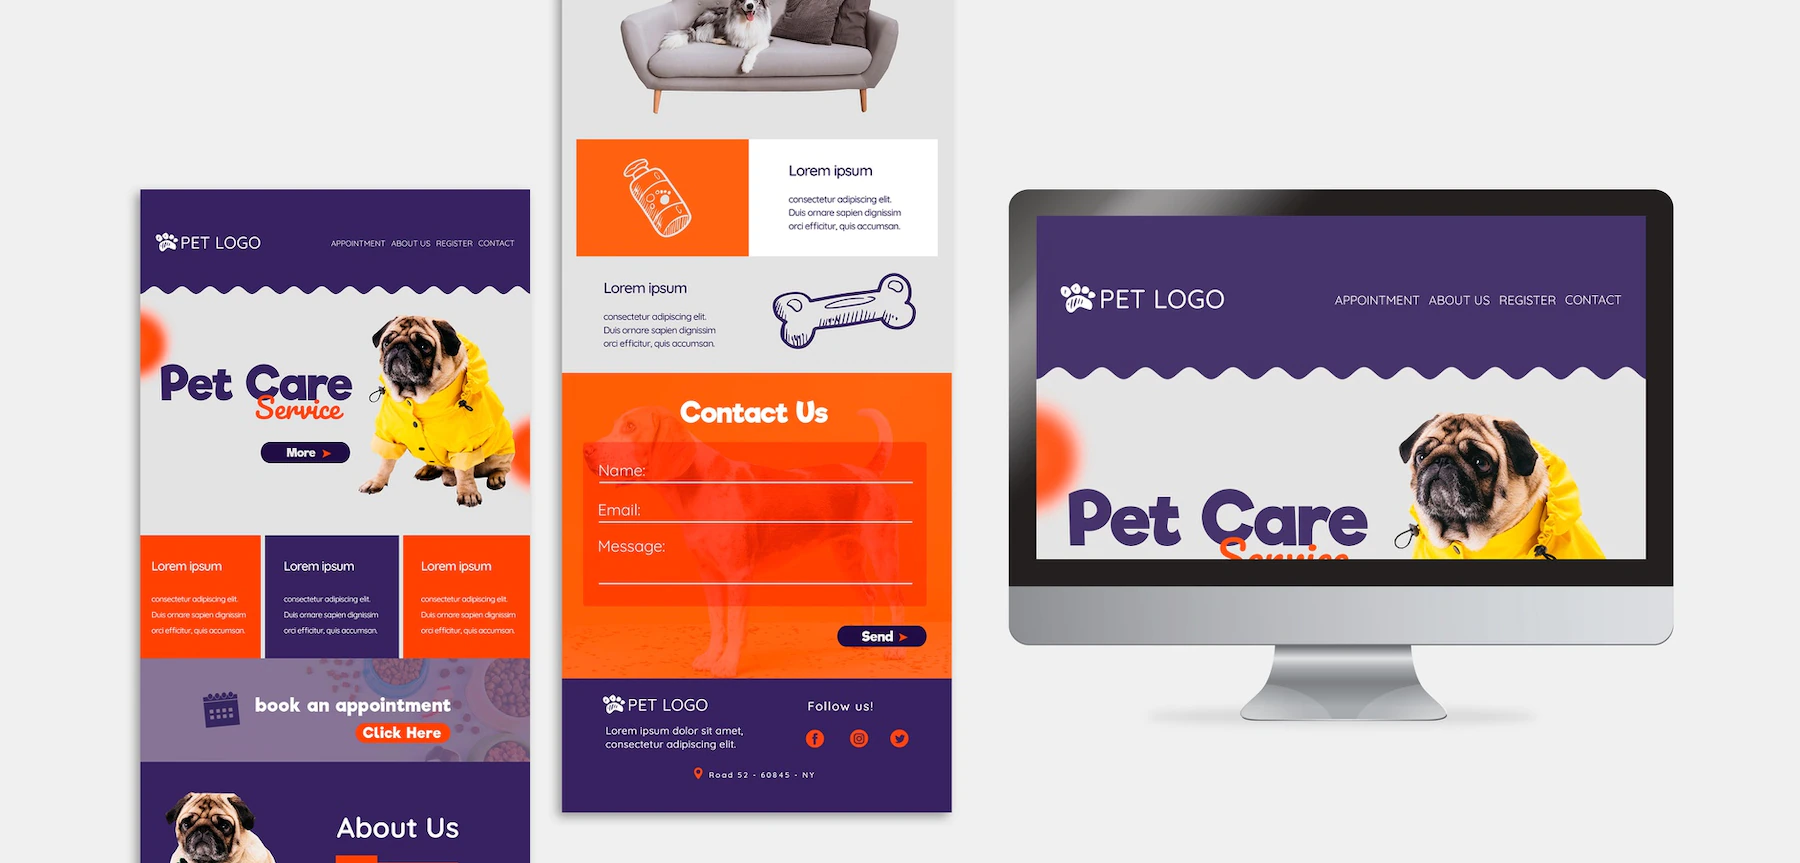 PET LOGO
APPOINTMENT ABOUT US REGISTER CONTACT
Pet Care
Service
More
Lorem ipsum
consectetur adipiscing elit.
Duis ornare sapien dignissim
orci efficitur, quis accumsan.
Lorem ipsum
consectetur adipiscing elit.
Duis ornare sapien dignissim
orci efficitur, quis accumsan.
Lorem ipsum
consectetur adipiscing elit.
Duis ornare sapien dignissim
orci efficitur, quis accumsan.
book an appointment
Click Here
About Us
Lorem ipsum
consectetur adipiscing elit.
Duis ornare sapien dignissim
orci efficitur, quis accumsan.
Lorem ipsum
consectetur adipiscing elit.
Duis ornare sapien dignissim
orci efficitur, quis accumsan.
Contact Us
Name:
Email:
Message:
Send
PET LOGO
Lorem ipsum dolor sit amet,
consectetur adipiscing elit.
Follow us!
Road 52 - 60845 - NY
PET LOGO
APPOINTMENT ABOUT US REGISTER CONTACT
Pet Care
Service